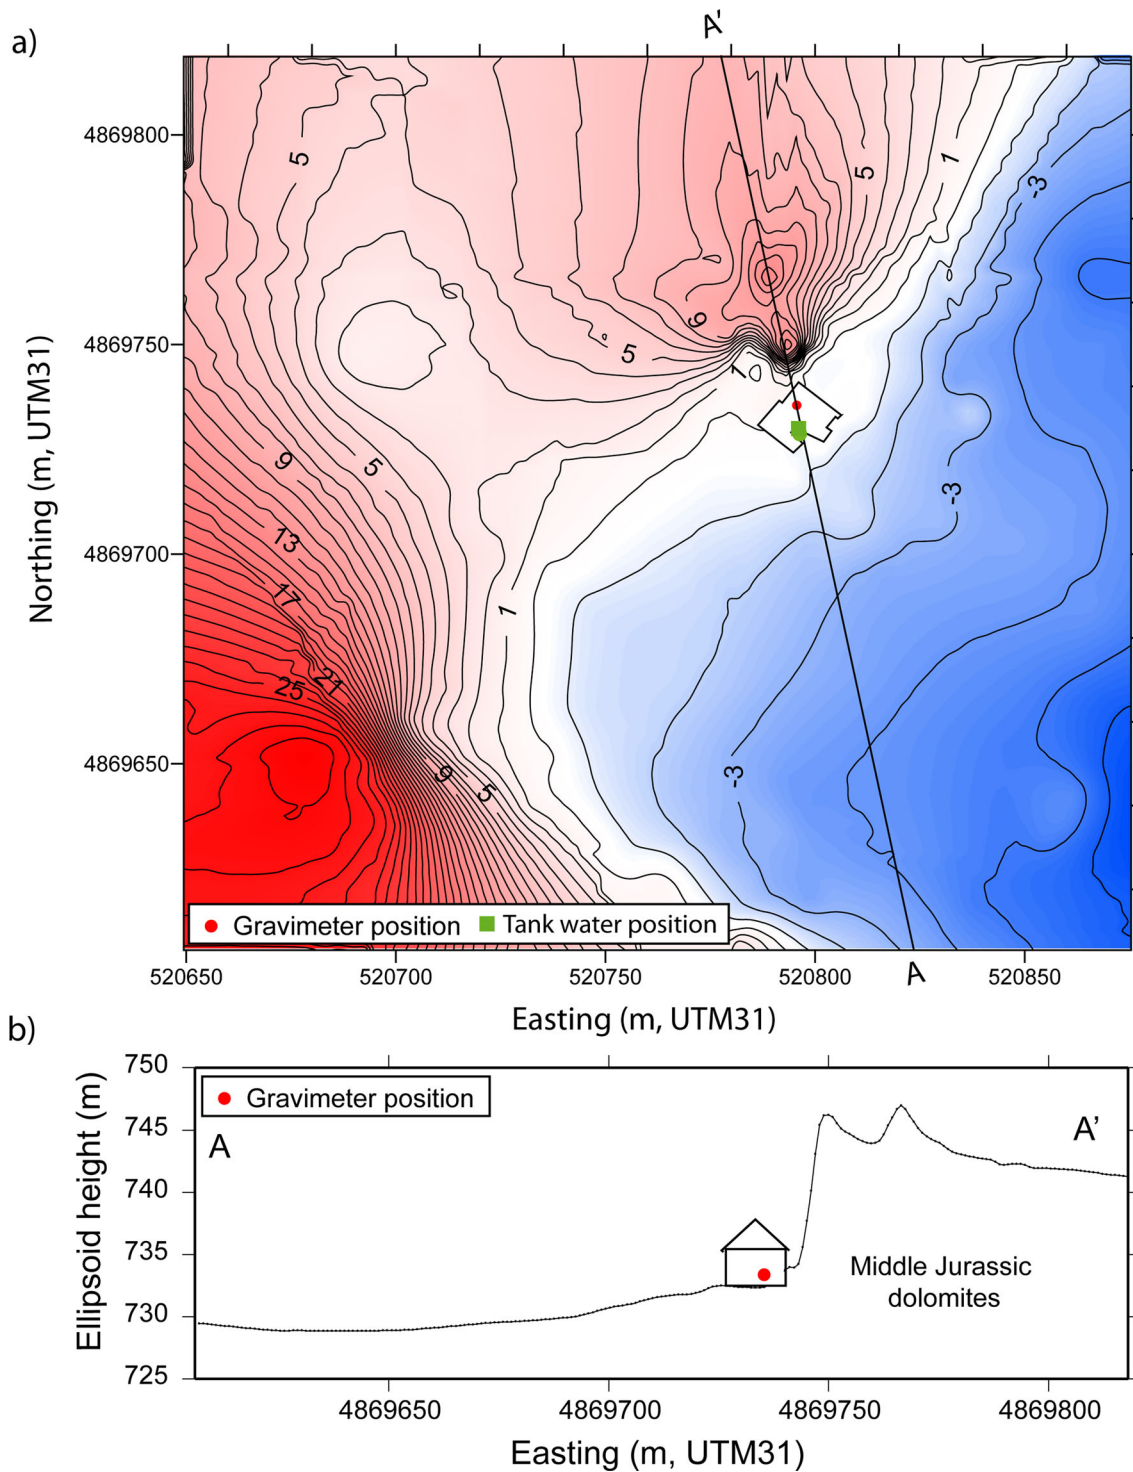 a)
A'
4869800
4869750
4869700
4869650
Northing (m, UTM31)
5
5
1
-3
9
5
1
9
5
13
-3
17
1
21
25
9
5
-3
Gravimeter position
Tank water position
520650
520700
520750
520800
520850
A
Easting (m, UTM31)
b)
750
745
740
735
730
725
Ellipsoid height (m)
Gravimeter position
A
A'
Middle Jurassic
dolomites
4869650
4869700
4869750
4869800
Easting (m, UTM31)